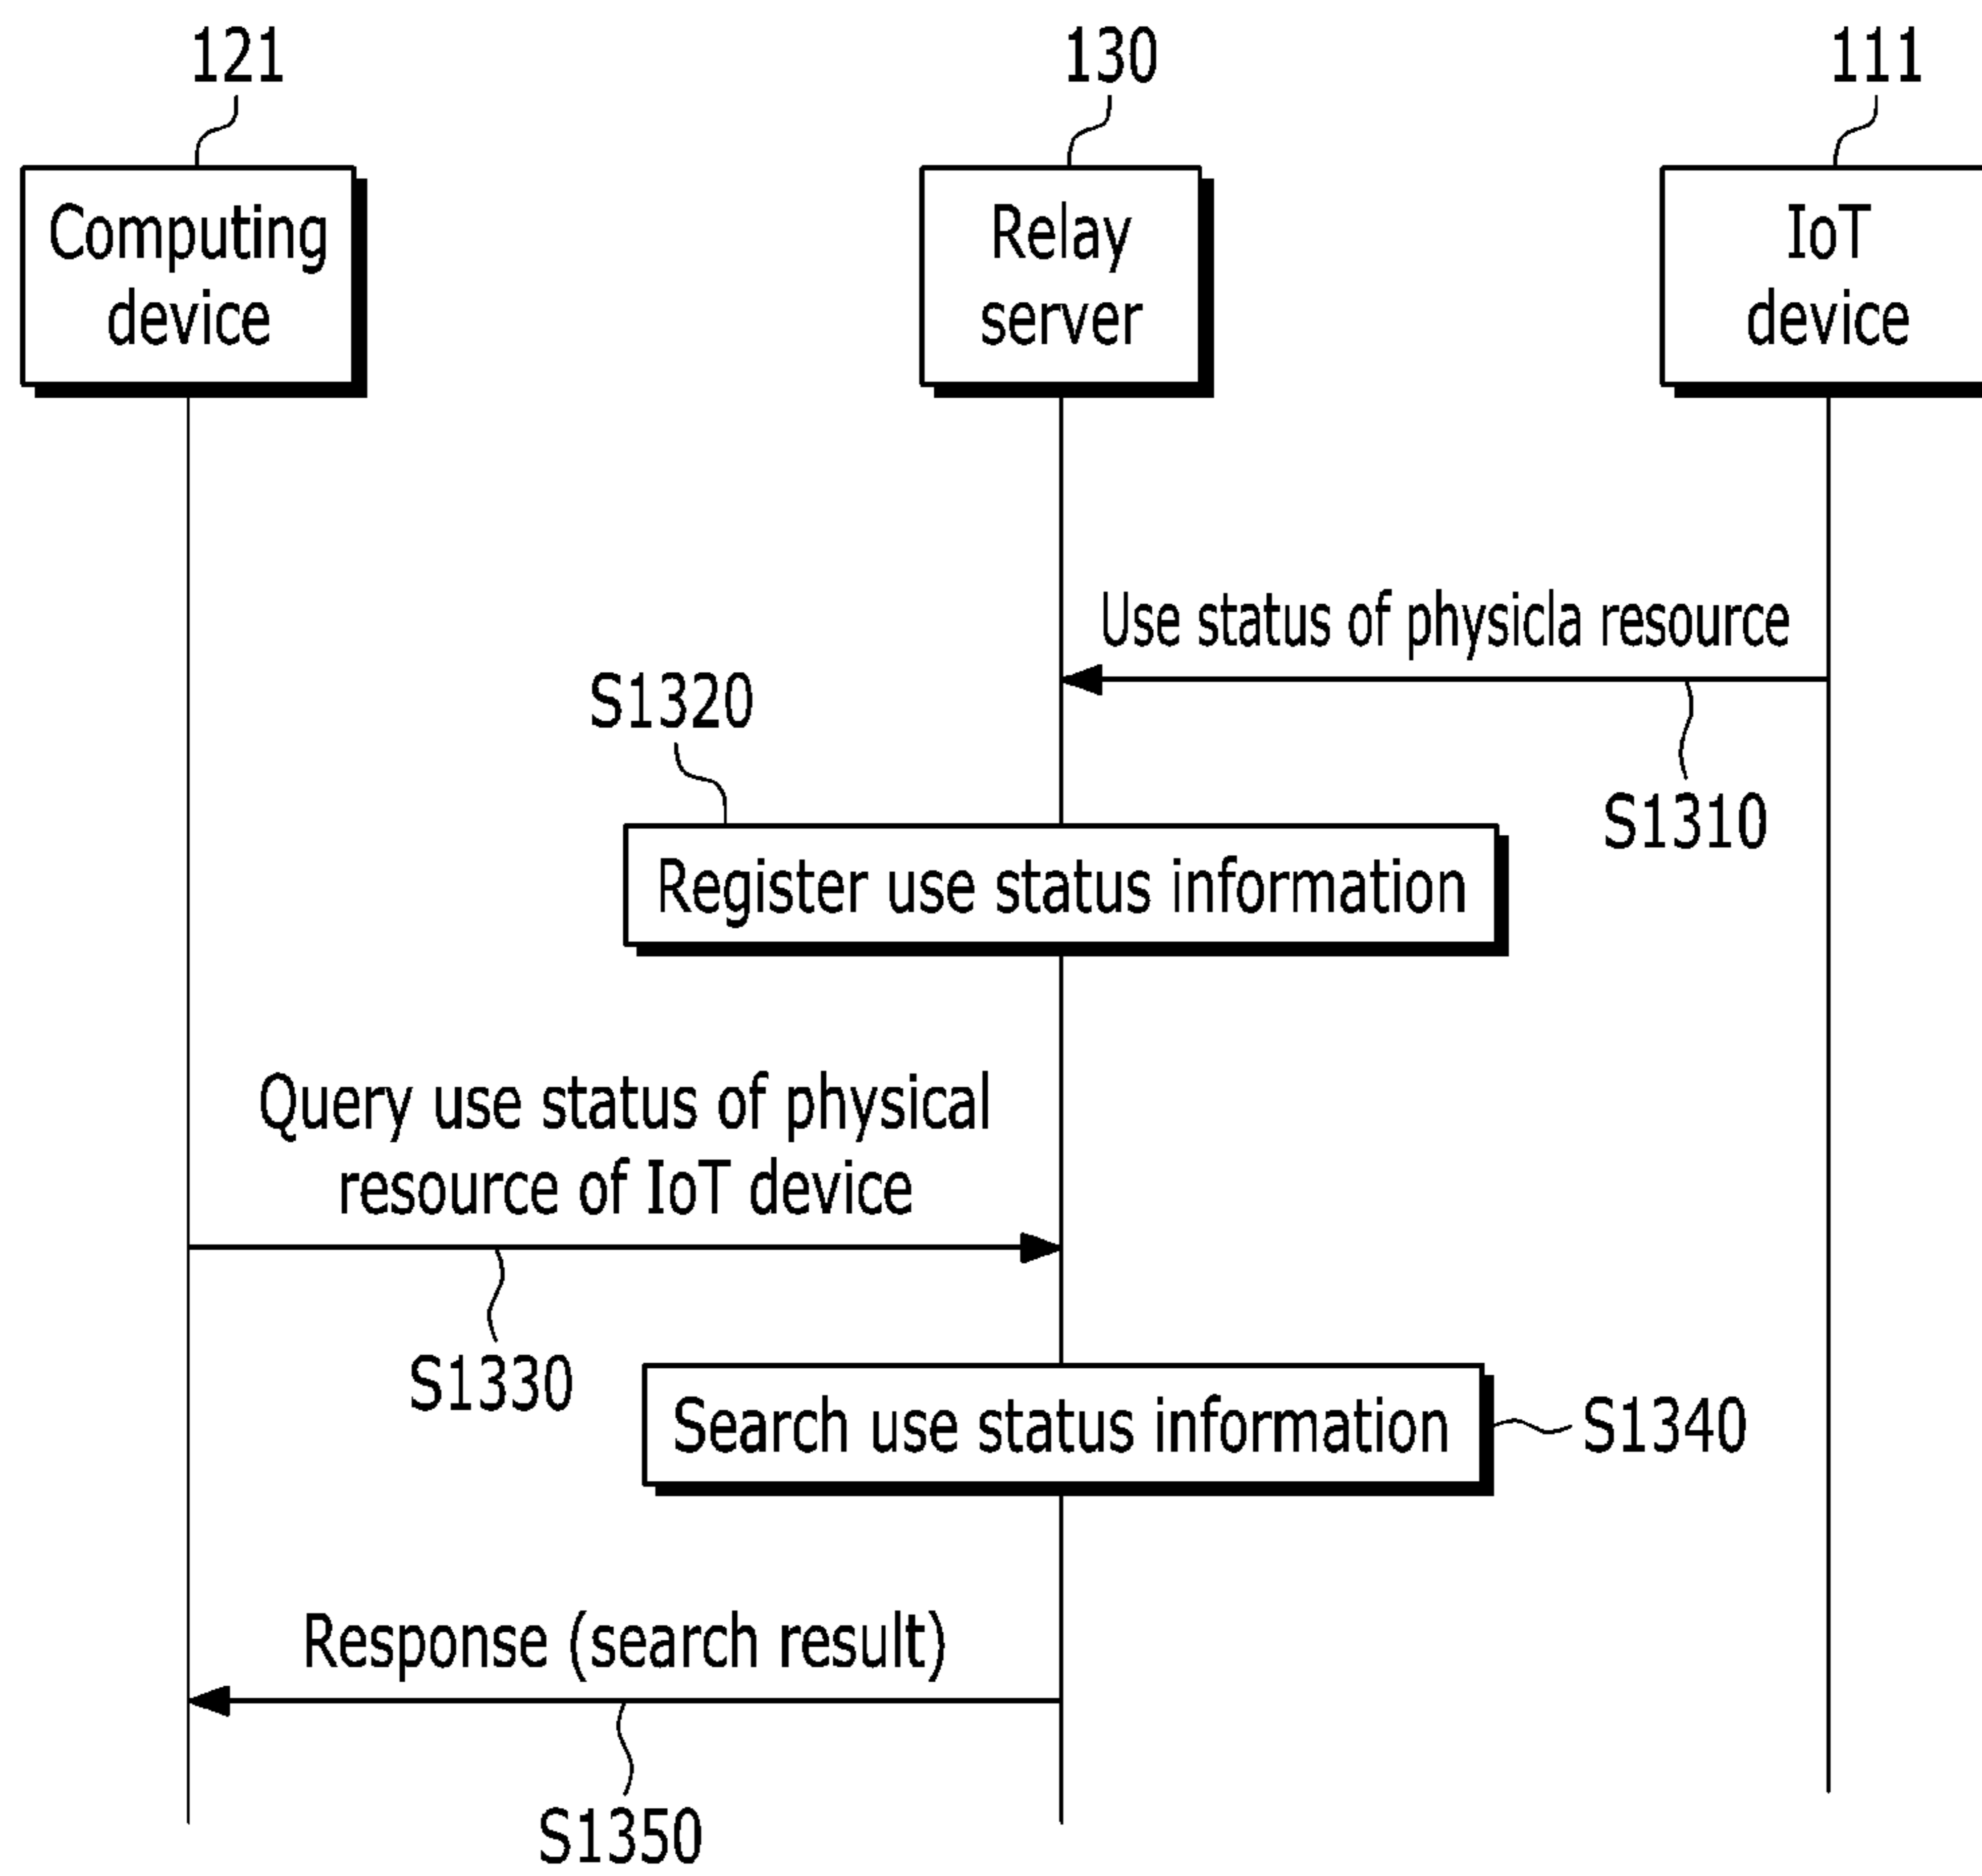 121
130
111
Computing
device
Relay
server
IoT
device
Use status of physicla resource
S1310
S1320
Register use status information
Query use status of physical
resource of IoT device
S1330
Search use status information
S1340
Response (search result)
S1350